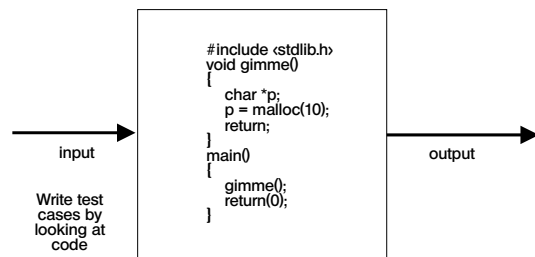 #include <stdlib.h>
void gimme()
{
char *p;
p = malloc(10);
return;
}
main()
{
gimme();
return(0);
}
input
output
Write test
cases by
looking at
code